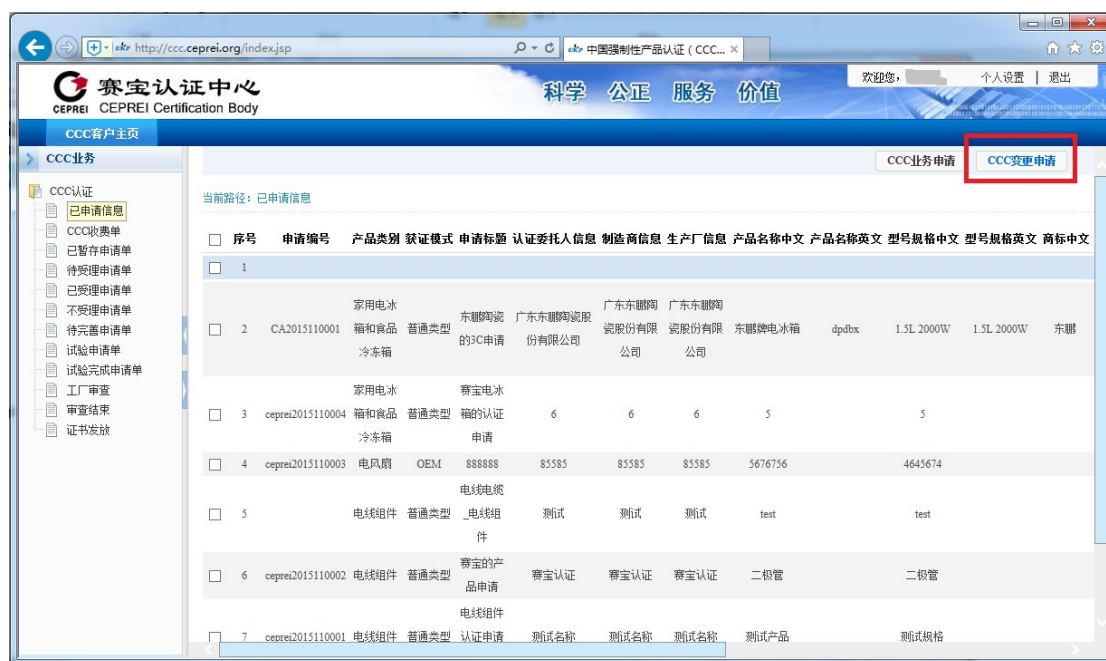 http://ccc.ceprei.org/index.jsp
中国强制性产品认证（CCC...
CEPREI
赛宝认证中心
CEPREI Certification Body
科学 公正 服务 价值
欢迎您，
个人设置 | 退出
CCC客户主页
CCC业务
CCC业务申请
CCC变更申请
CCC认证
已申请信息
CCC收费单
已暂存申请单
待受理申请单
已受理申请单
不受理申请单
待完善申请单
试验申请单
试验完成申请单
工厂审查
审查结束
证书发放
当前路径：已申请信息
序号 申请编号 产品类别 获证模式 申请标题 认证委托人信息 制造商信息 生产厂信息 产品名称中文 产品名称英文 型号规格中文 型号规格英文 商标中文
1
家用电冰 广东东鹏陶 广东东鹏陶
东鹏陶瓷 广东东鹏陶瓷股
2 CA2015110001 箱和食品 普通类型 瓷股份有限 瓷股份有限 东鹏牌电冰箱 dpdbx 1.5L 2000W 1.5L 2000W 东鹏
的3C申请 份有限公司
冷冻箱 公司 公司
家用电冰 赛宝电冰
3 ceprei2015110004 箱和食品 普通类型 箱的认证 6 6 6 5 5
冷冻箱 申请
4 ceprei2015110003 电风扇 OEM 888888 85585 85585 85585 5676756 4645674
电线电缆
5 电线组件 普通类型 _电线组 测试 测试 测试 test test
件
赛宝的产
6 ceprei2015110002 电线组件 普通类型 赛宝认证 赛宝认证 赛宝认证 二极管 二极管
品申请
电线组件
7 ceprei2015110001 电线组件 普通类型 认证申请 测试名称 测试名称 测试名称 测试产品 测试规格